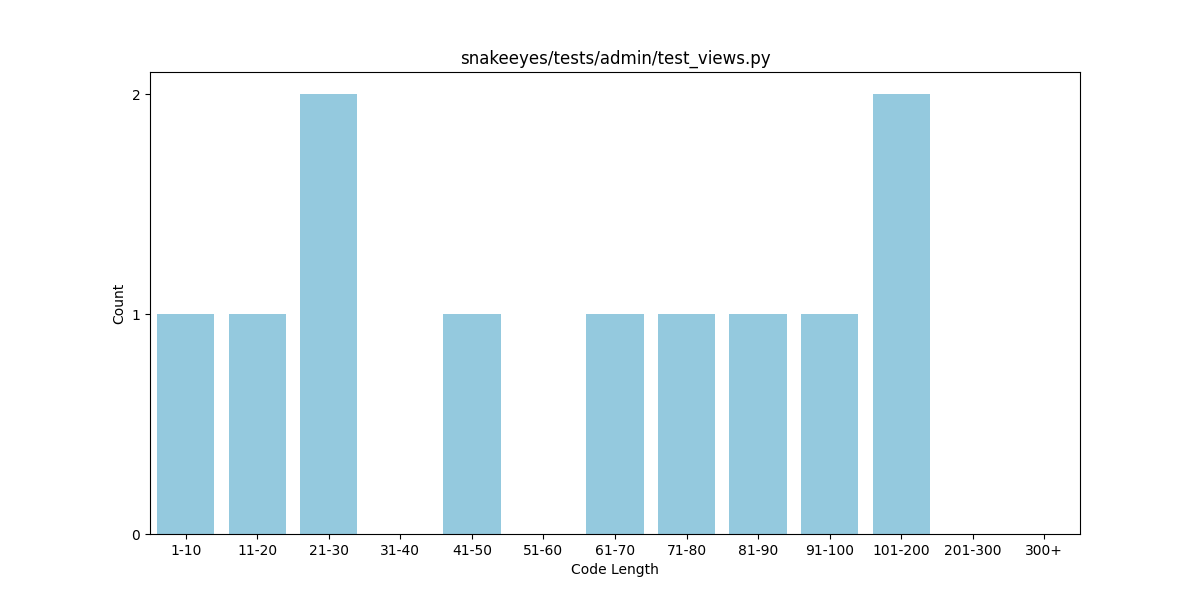 snakeeyes/tests/admin/test_views.py
2
1
0
Count
1-10 11-20 21-30 31-40 41-50 51-60 61-70 71-80 81-90 91-100 101-200 201-300 300+
Code Length